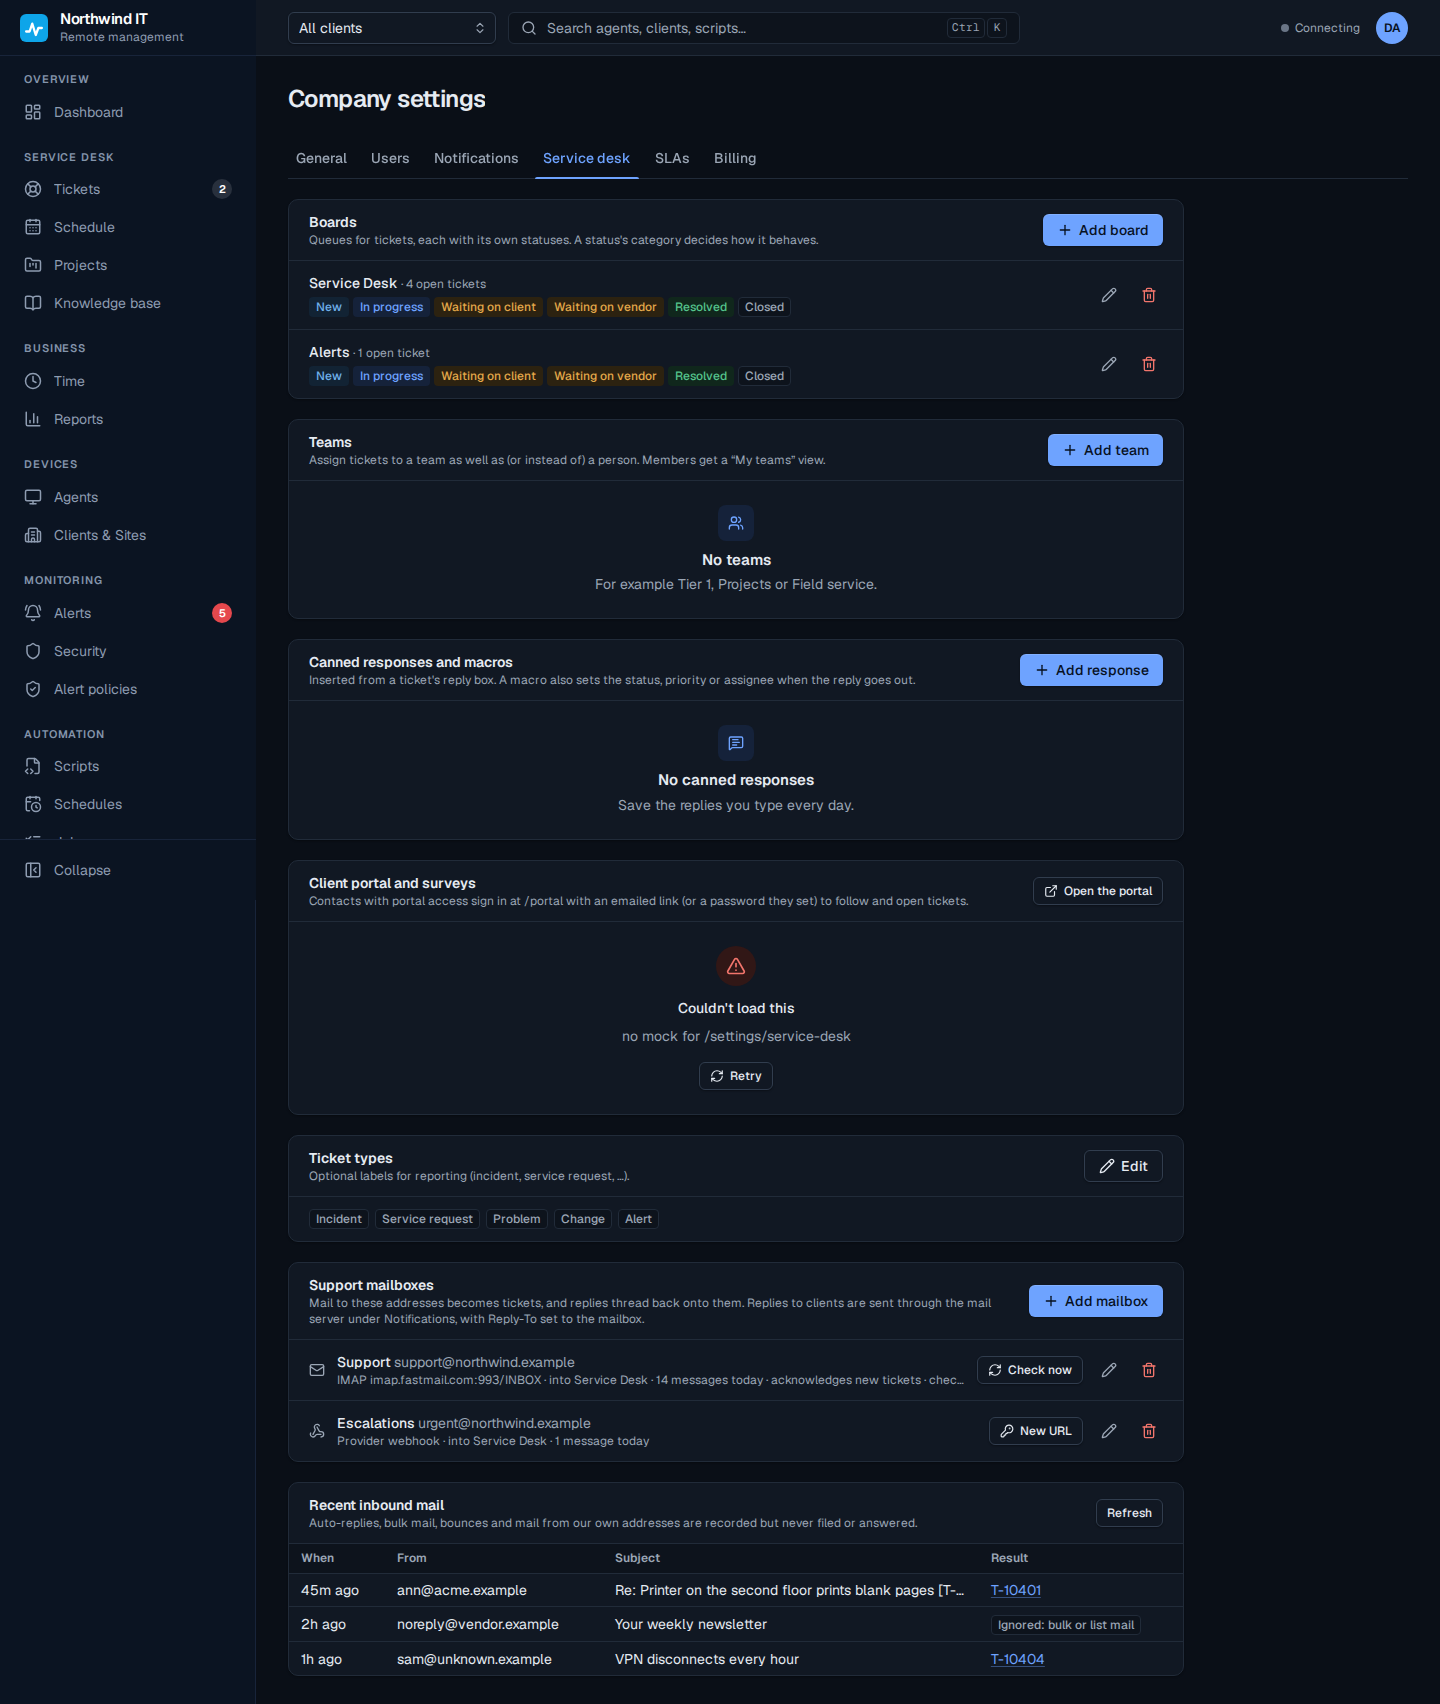 Northwind IT
Remote management
All clients
Search agents, clients, scripts...
Ctrl K
Connecting
DA
OVERVIEW
Dashboard
SERVICE DESK
Tickets 2
Schedule
Projects
Knowledge base
BUSINESS
Time
Reports
DEVICES
Agents
Clients & Sites
MONITORING
Alerts 5
Security
Alert policies
AUTOMATION
Scripts
Schedules
Collapse
Company settings
General Users Notifications Service desk SLAs Billing
Boards
Queues for tickets, each with its own statuses. A status's category decides how it behaves.
Add board
Service Desk · 4 open tickets
New In progress Waiting on client Waiting on vendor Resolved Closed
Alerts · 1 open ticket
New In progress Waiting on client Waiting on vendor Resolved Closed
Teams
Assign tickets to a team as well as (or instead of) a person. Members get a “My teams” view.
Add team
No teams
For example Tier 1, Projects or Field service.
Canned responses and macros
Inserted from a ticket's reply box. A macro also sets the status, priority or assignee when the reply goes out.
Add response
No canned responses
Save the replies you type every day.
Client portal and surveys
Contacts with portal access sign in at /portal with an emailed link (or a password they set) to follow and open tickets.
Open the portal
Couldn't load this
no mock for /settings/service-desk
Retry
Ticket types
Optional labels for reporting (incident, service request, …).
Edit
Incident Service request Problem Change Alert
Support mailboxes
Mail to these addresses becomes tickets, and replies thread back onto them. Replies to clients are sent through the mail
server under Notifications, with Reply-To set to the mailbox.
Add mailbox
Support support@northwind.example
IMAP imap.fastmail.com:993/INBOX · into Service Desk · 14 messages today · acknowledges new tickets · chec…
Check now
Escalations urgent@northwind.example
Provider webhook · into Service Desk · 1 message today
New URL
Recent inbound mail
Auto-replies, bulk mail, bounces and mail from our own addresses are recorded but never filed or answered.
Refresh
When From Subject Result
45m ago ann@acme.example Re: Printer on the second floor prints blank pages [T-… T-10401
2h ago noreply@vendor.example Your weekly newsletter Ignored: bulk or list mail
1h ago sam@unknown.example VPN disconnects every hour T-10404